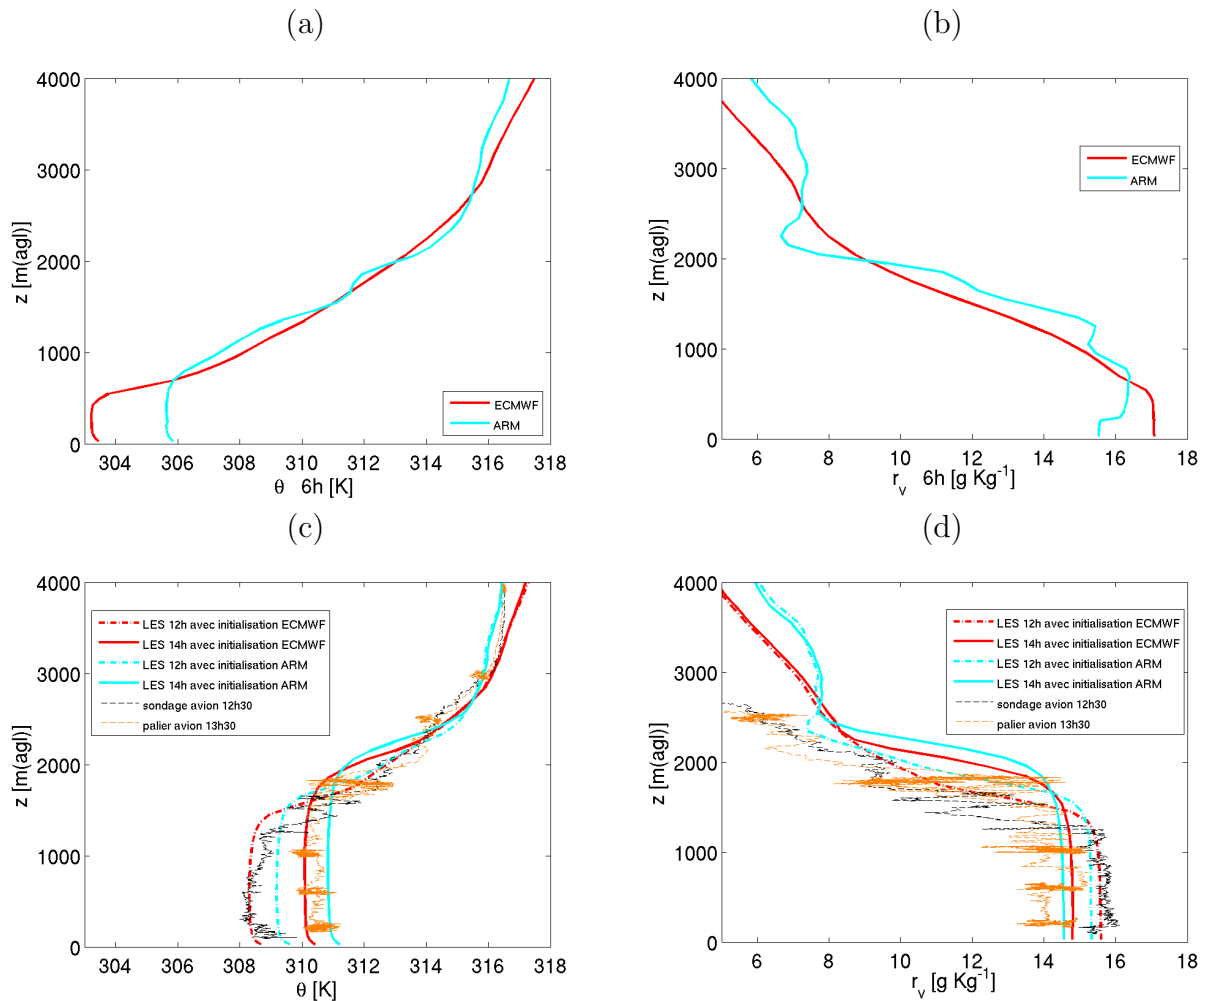 (a)
4000
3000
2000
1000
0
z [m(agl)]
304 306 308 310 312 314 316 318
θ 6h [K]
ECMWF
ARM
(b)
4000
3000
2000
1000
0
z [m(agl)]
6 8 10 12 14 16 18
r_v 6h [g Kg⁻¹]
ECMWF
ARM
(c)
4000
3000
2000
1000
0
z [m(agl)]
304 306 308 310 312 314 316 318
θ [K]
LES 12h avec initialisation ECMWF
LES 14h avec initialisation ECMWF
LES 12h avec initialisation ARM
LES 14h avec initialisation ARM
sondage avion 12h30
palier avion 13h30
(d)
4000
3000
2000
1000
0
z [m(agl)]
6 8 10 12 14 16 18
r_v [g Kg⁻¹]
LES 12h avec initialisation ECMWF
LES 14h avec initialisation ECMWF
LES 12h avec initialisation ARM
LES 14h avec initialisation ARM
sondage avion 12h30
palier avion 13h30